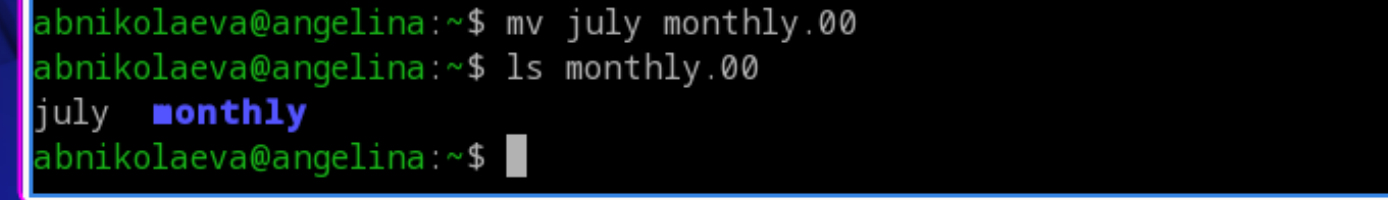 abnikolaeva@angelina:~$ mv july monthly.00
abnikolaeva@angelina:~$ ls monthly.00
july  monthly
abnikolaeva@angelina:~$